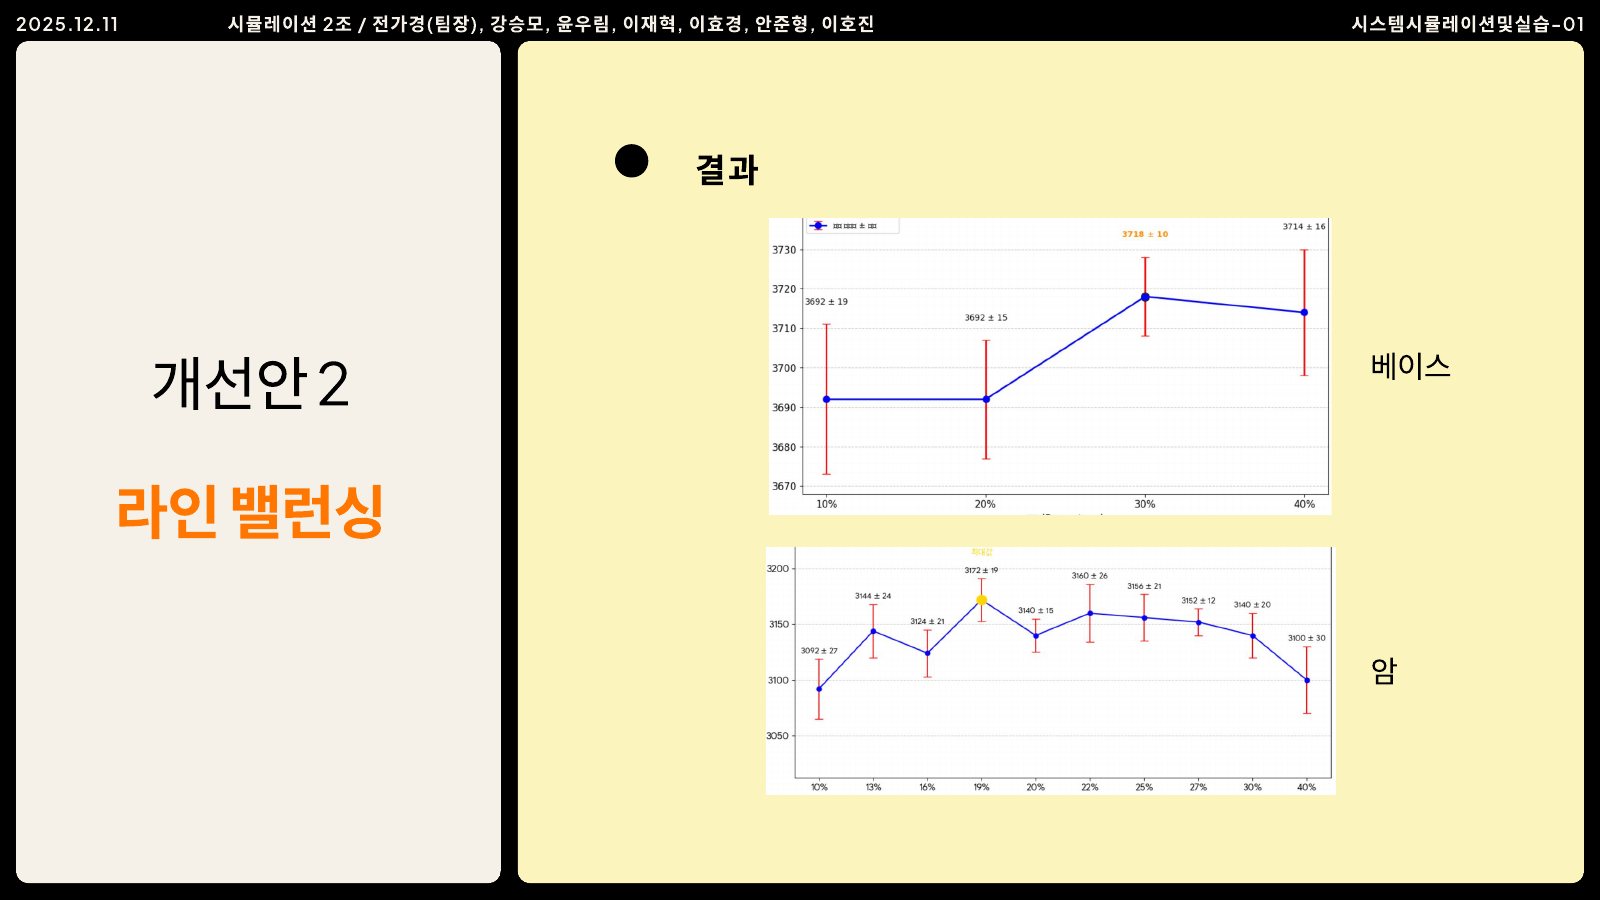 2025.12.11
시뮬레이션 2조 / 전가경(팀장), 강승모, 윤우림, 이재혁, 이효경, 안준형, 이호진
시스템시뮬레이션및실습-01
개선안 2
라인 밸런싱
결과
3714 ± 16
3718 ± 10
3692 ± 19
3692 ± 15
3730
3720
3710
3700
3690
3680
3670
10% 20% 30% 40%
베이스
최대값
3172 ± 19
3160 ± 26
3156 ± 21
3144 ± 24
3152 ± 12
3140 ± 15
3140 ± 20
3124 ± 21
3100 ± 30
3092 ± 27
3200
3150
3100
3050
10% 13% 16% 19% 20% 22% 25% 27% 30% 40%
암